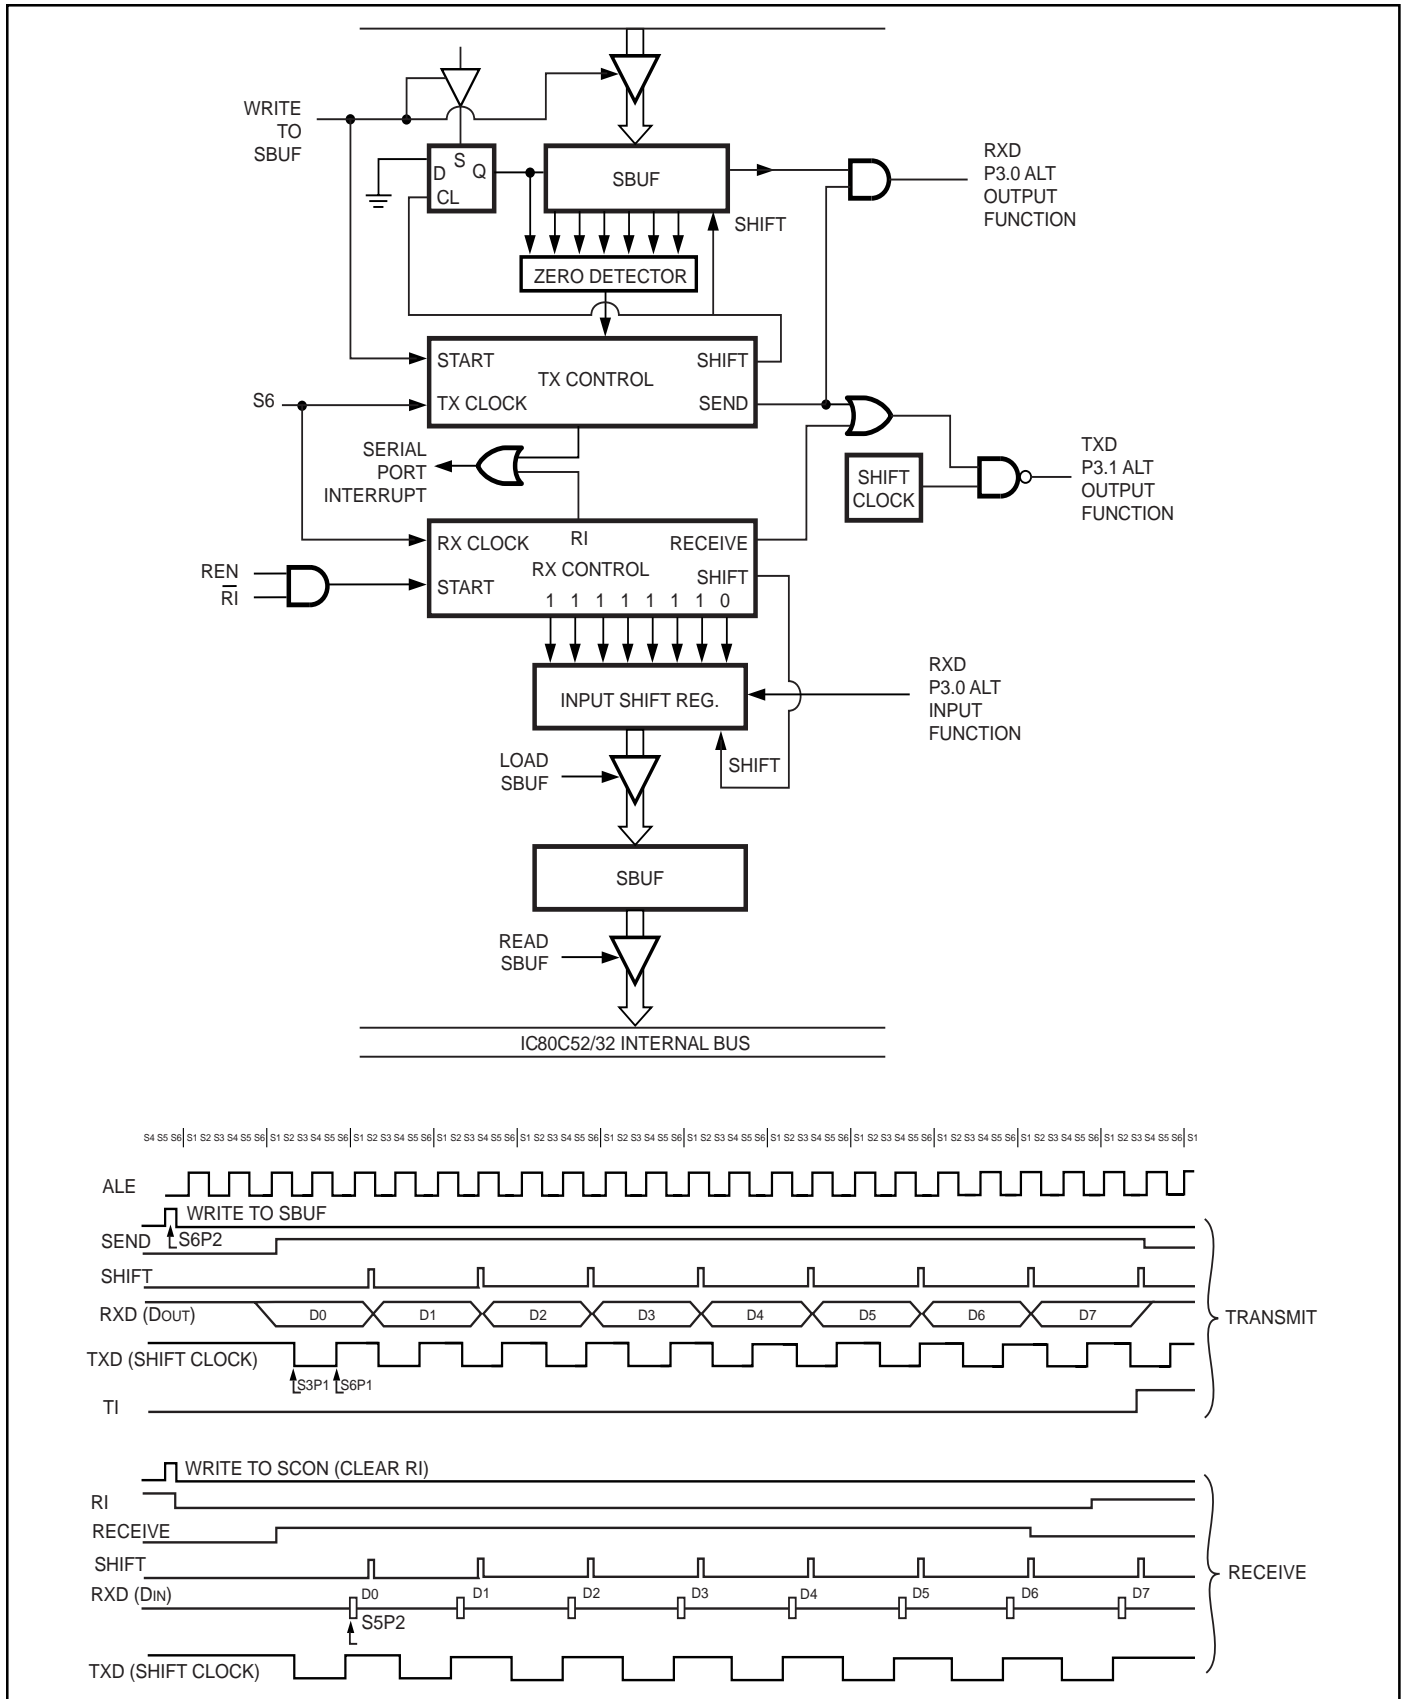 WRITE
TO
SBUF
D
S
Q
CL
SBUF
SHIFT
RXD
P3.0 ALT
OUTPUT
FUNCTION
ZERO DETECTOR
START
SHIFT
TX CONTROL
S6
TX CLOCK
SEND
SERIAL
PORT
INTERRUPT
SHIFT
CLOCK
TXD
P3.1 ALT
OUTPUT
FUNCTION
RX CLOCK
RI
RECEIVE
RX CONTROL
SHIFT
REN
RI
START
1 1 1 1 1 1 1 0
INPUT SHIFT REG.
RXD
P3.0 ALT
INPUT
FUNCTION
LOAD
SBUF
SHIFT
SBUF
READ
SBUF
IC80C52/32 INTERNAL BUS
S4 S5 S6 S1 S2 S3 S4 S5 S6 S1 S2 S3 S4 S5 S6 S1 S2 S3 S4 S5 S6 S1 S2 S3 S4 S5 S6 S1 S2 S3 S4 S5 S6 S1 S2 S3 S4 S5 S6 S1 S2 S3 S4 S5 S6 S1 S2 S3 S4 S5 S6 S1 S2 S3 S4 S5 S6 S1 S2 S3 S4 S5 S6 S1 S2 S3 S4 S5 S6 S1 S2 S3 S4 S5 S6 S1
ALE
WRITE TO SBUF
SEND
S6P2
SHIFT
RXD (DOUT)
D0 D1 D2 D3 D4 D5 D6 D7
TRANSMIT
TXD (SHIFT CLOCK)
S3P1 S6P1
TI
WRITE TO SCON (CLEAR RI)
RI
RECEIVE
SHIFT
RECEIVE
RXD (DIN)
D0 D1 D2 D3 D4 D5 D6 D7
S5P2
TXD (SHIFT CLOCK)